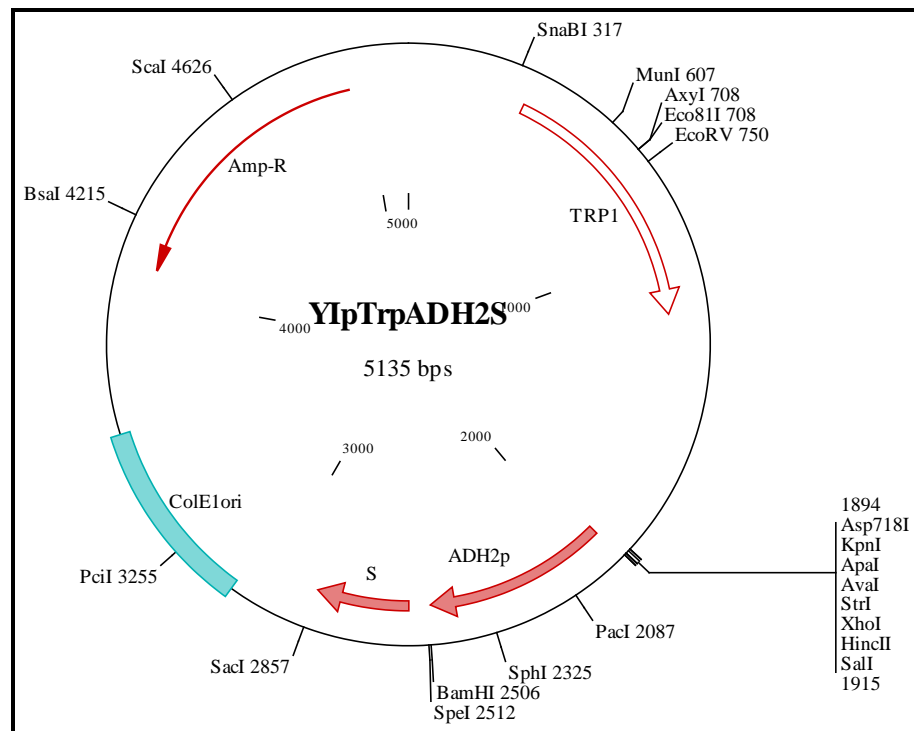 SnaBI 317
ScaI 4626
MunI 607
AxyI 708
Eco81I 708
EcoRV 750
Amp-R
BsaI 4215
TRP1
5000
1000
4000
YIpTrpADH2S
5135 bps
3000
2000
ColE1ori
PciI 3255
S
ADH2p
SacI 2857
PacI 2087
SphI 2325
BamHI 2506
SpeI 2512
1894
Asp718I
KpnI
ApaI
AvaI
StrI
XhoI
HincII
SalI
1915